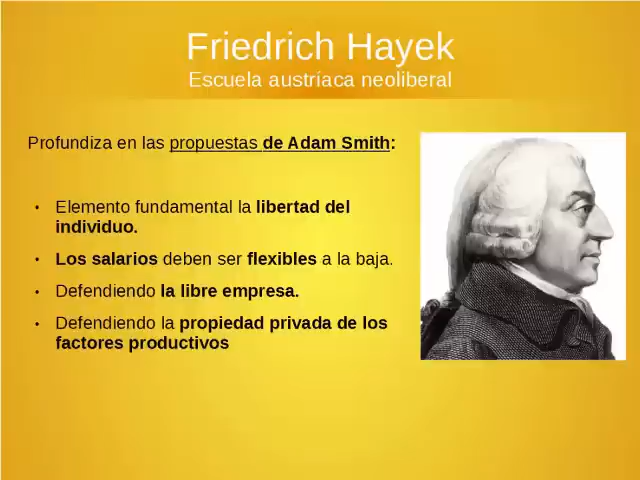 Friedrich Hayek
Escuela austríaca neoliberal
Profundiza en las propuestas de Adam Smith:
• Elemento fundamental la libertad del
individuo.
• Los salarios deben ser flexibles a la baja.
• Defendiendo la libre empresa.
• Defendiendo la propiedad privada de los
factores productivos